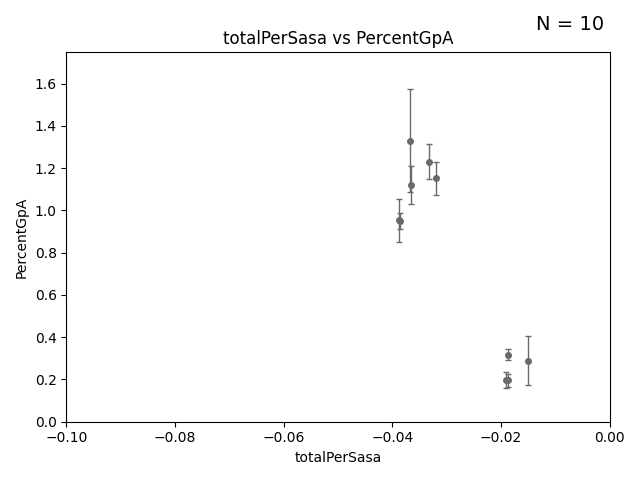 N = 10
totalPerSasa vs PercentGpA
PercentGpA
1.6
1.4
1.2
1.0
0.8
0.6
0.4
0.2
0.0
−0.10 −0.08 −0.06 −0.04 −0.02 0.00
totalPerSasa